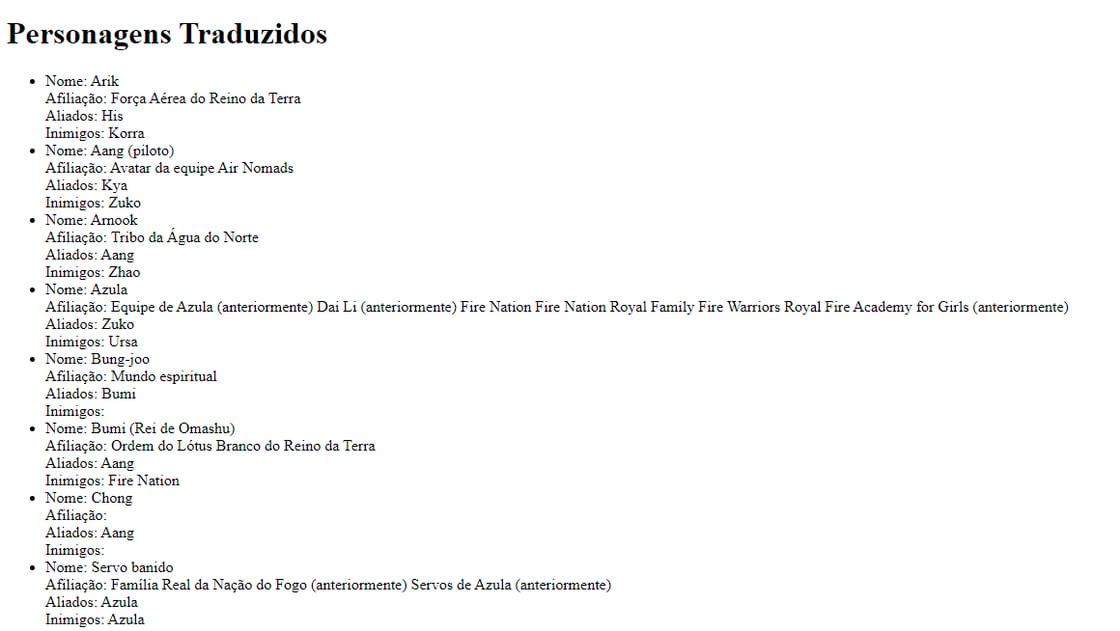 Personagens Traduzidos
Nome: Arik
Afiliação: Força Aérea do Reino da Terra
Aliados: His
Inimigos: Korra
Nome: Aang (piloto)
Afiliação: Avatar da equipe Air Nomads
Aliados: Kya
Inimigos: Zuko
Nome: Arnook
Afiliação: Tribo da Água do Norte
Aliados: Aang
Inimigos: Zhao
Nome: Azula
Afiliação: Equipe de Azula (anteriormente) Dai Li (anteriormente) Fire Nation Fire Nation Royal Family Fire Warriors Royal Fire Academy for Girls (anteriormente)
Aliados: Zuko
Inimigos: Ursa
Nome: Bung-joo
Afiliação: Mundo espiritual
Aliados: Bumi
Inimigos:
Nome: Bumi (Rei de Omashu)
Afiliação: Ordem do Lótus Branco do Reino da Terra
Aliados: Aang
Inimigos: Fire Nation
Nome: Chong
Afiliação:
Aliados: Aang
Inimigos:
Nome: Servo banido
Afiliação: Família Real da Nação do Fogo (anteriormente) Servos de Azula (anteriormente)
Aliados: Azula
Inimigos: Azula